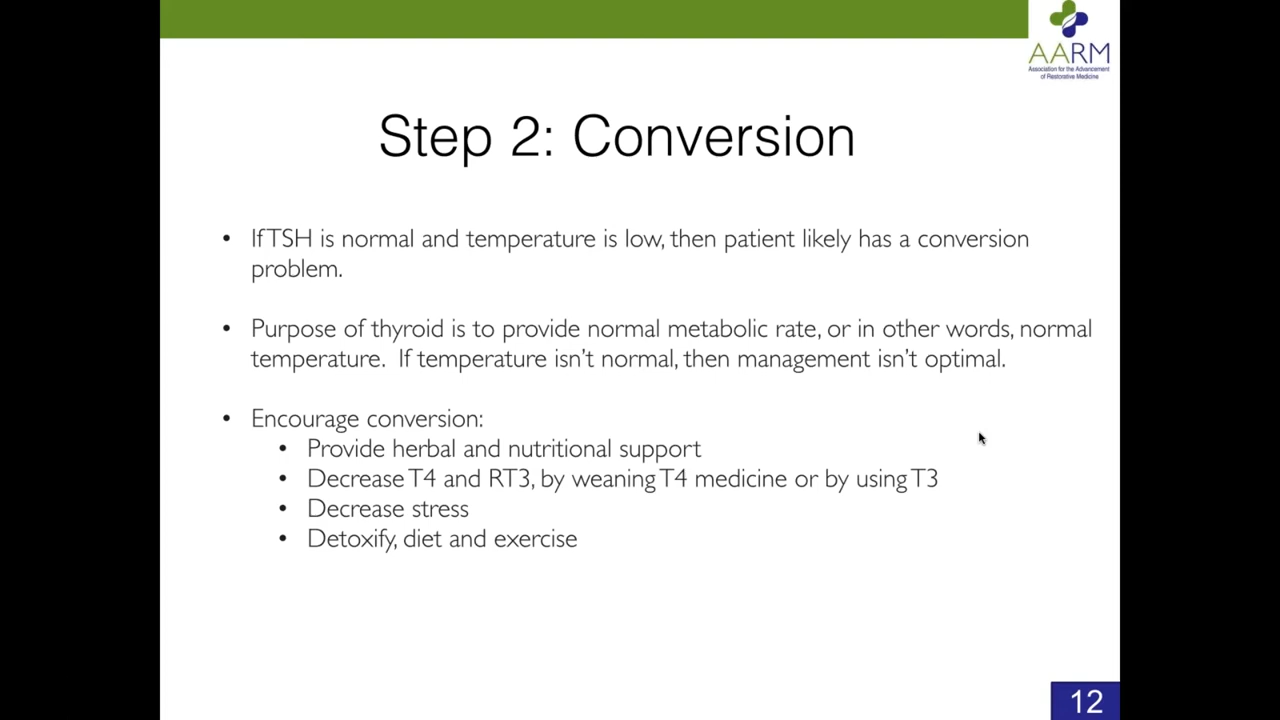 AARM
Association for the Advancement
of Restorative Medicine
Step 2: Conversion
• If TSH is normal and temperature is low, then patient likely has a conversion
problem.
• Purpose of thyroid is to provide normal metabolic rate, or in other words, normal
temperature.  If temperature isn't normal, then management isn't optimal.
• Encourage conversion:
• Provide herbal and nutritional support
• Decrease T4 and RT3, by weaning T4 medicine or by using T3
• Decrease stress
• Detoxify, diet and exercise
12